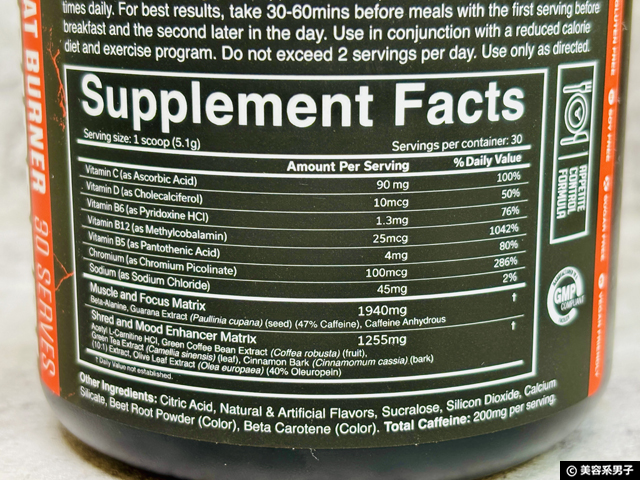 times daily. For best results, take 30-60mins before meals with the first serving before
breakfast and the second later in the day. Use in conjunction with a reduced calorie
diet and exercise program. Do not exceed 2 servings per day. Use only as directed.
Supplement Facts
Serving size: 1 scoop (5.1g) Servings per container: 30
Amount Per Serving % Daily Value
Vitamin C (as Ascorbic Acid) 90 mg 100%
Vitamin D (as Cholecalciferol) 10mcg 50%
Vitamin B6 (as Pyridoxine HCl) 1.3mg 76%
Vitamin B12 (as Methylcobalamin) 25mcg 1042%
Vitamin B5 (as Pantothenic Acid) 4mg 80%
Chromium (as Chromium Picolinate) 100mcg 286%
Sodium (as Sodium Chloride) 45mg 2%
Muscle and Focus Matrix 1940mg †
Beta-Alanine, Guarana Extract (Paullinia cupana) (seed) (47% Caffeine), Caffeine Anhydrous
Shred and Mood Enhancer Matrix 1255mg †
Acetyl L-Carnitine HCl, Green Coffee Bean Extract (Coffea robusta) (fruit),
Green Tea Extract (Camellia sinensis) (leaf), Cinnamon Bark (Cinnamomum cassia) (bark)
(10:1) Extract, Olive Leaf Extract (Olea europaea) (40% Oleuropein)
† Daily Value not established.
Other Ingredients: Citric Acid, Natural & Artificial Flavors, Sucralose, Silicon Dioxide, Calcium
Silicate, Beet Root Powder (Color), Beta Carotene (Color). Total Caffeine: 200mg per serving.
AT BURNER 30 SERVES
APPETITE
CONTROL
FORMULA
GMP
COMPLIANT
GLUTEN FREE
SOY FREE
SUGAR FREE
VEGAN FRIENDLY
© 美容系男子